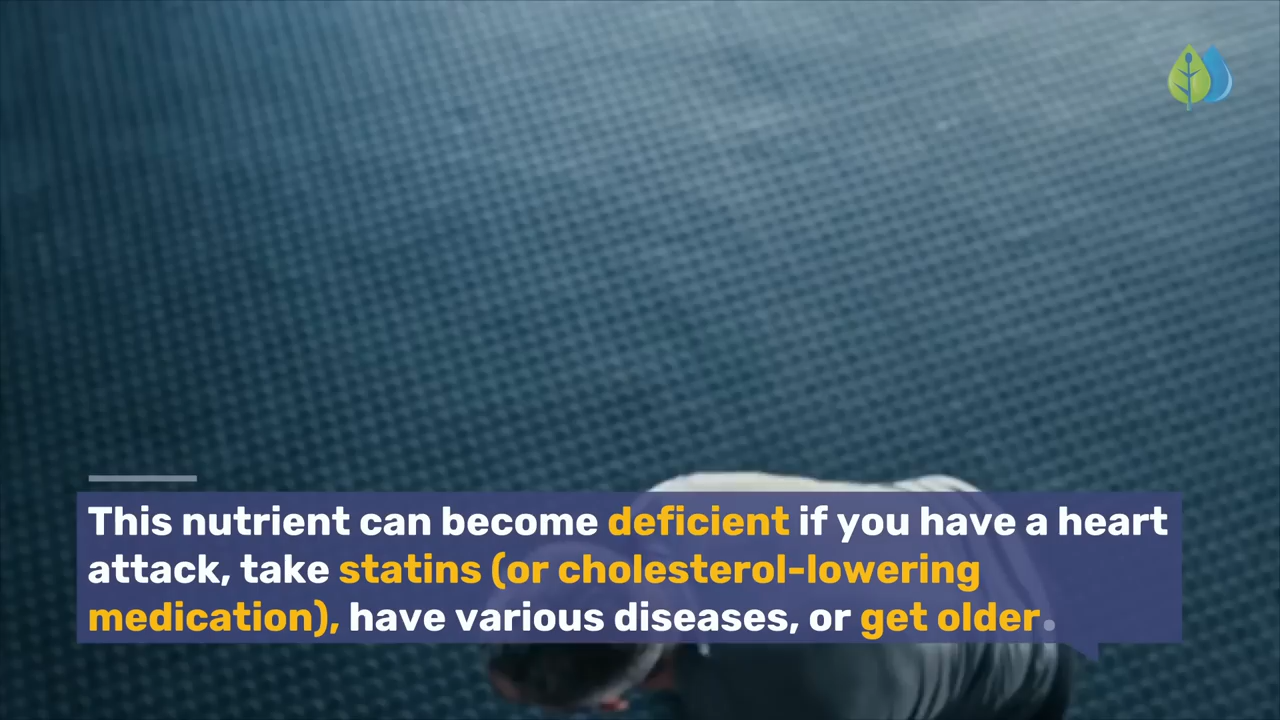 This nutrient can become deficient if you have a heart
attack, take statins (or cholesterol-lowering
medication), have various diseases, or get older.